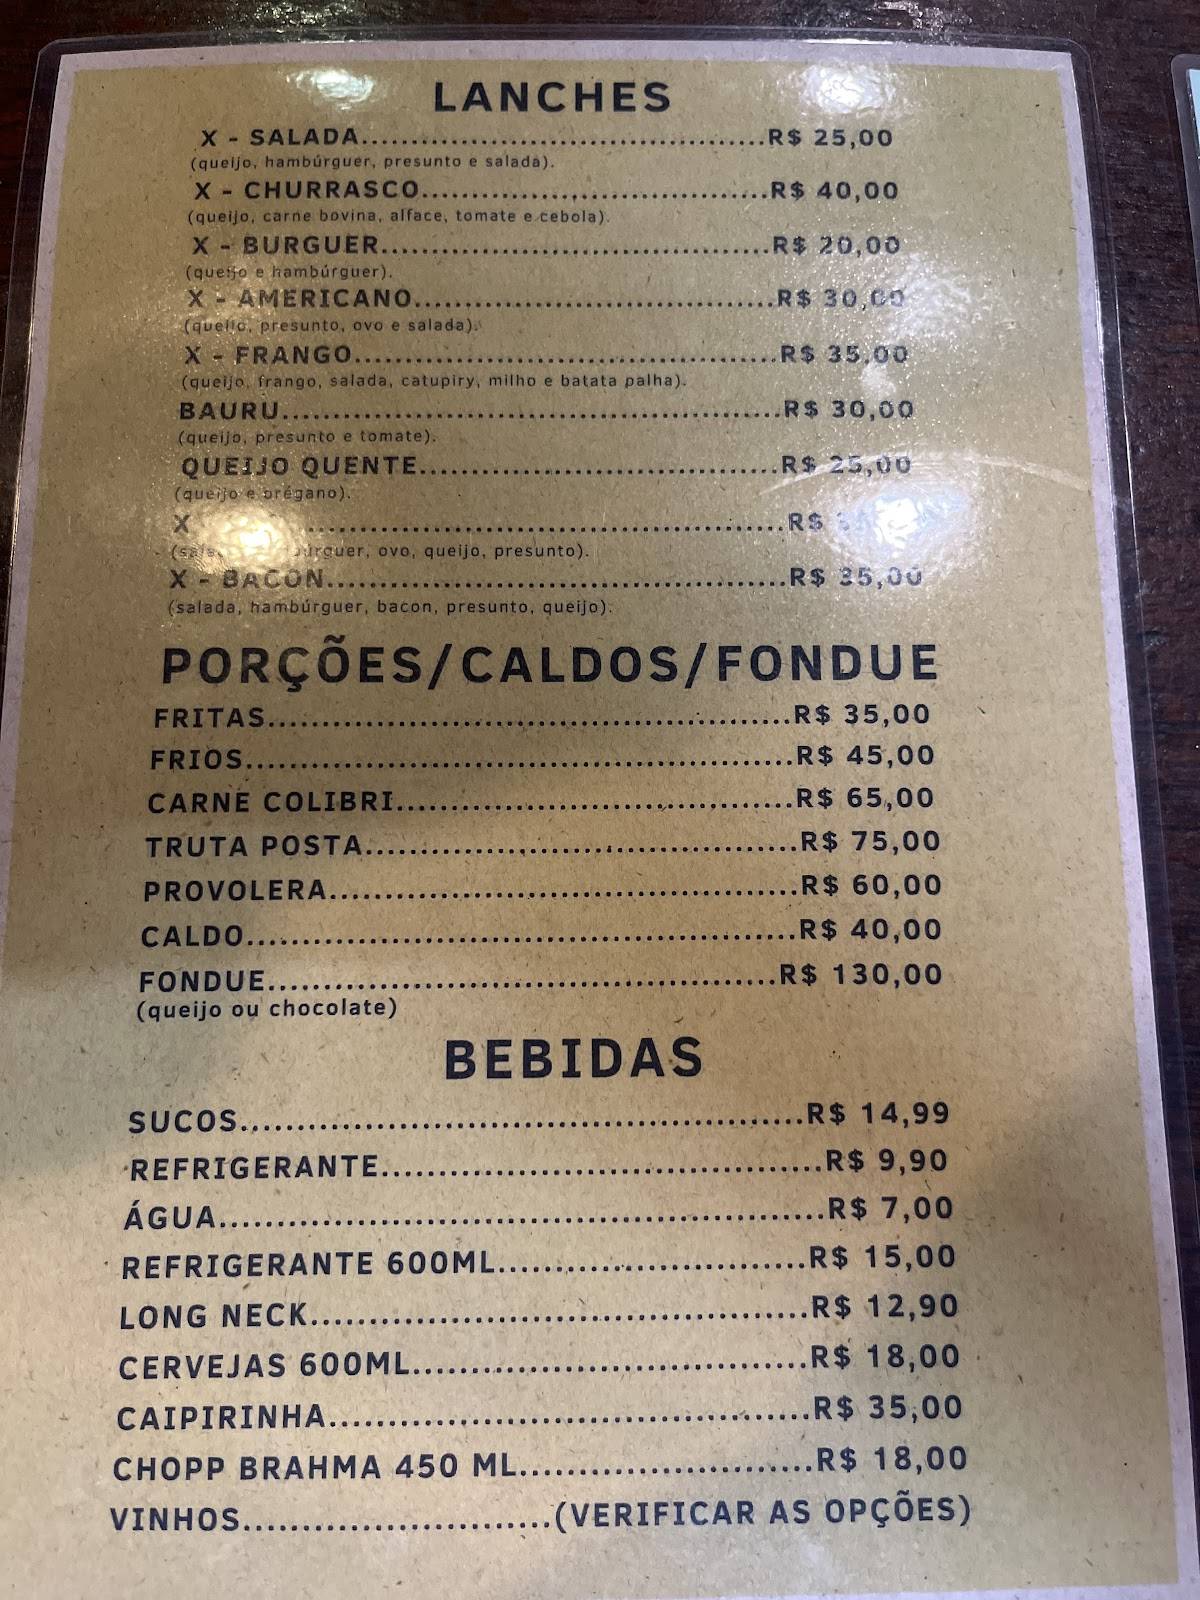 LANCHES
X - SALADA........................................R$ 25,00
(queijo, hambúrguer, presunto e salada).
X - CHURRASCO..................................R$ 40,00
(queijo, carne bovina, alface, tomate e cebola).
X - BURGUER......................................R$ 20,00
(queijo e hambúrguer).
X - AMERICANO...................................R$ 30,00
(queijo, presunto, ovo e salada).
X - FRANGO.........................................R$ 35,00
(queijo, frango, salada, catupiry, milho e batata palha).
BAURU.................................................R$ 30,00
(queijo, presunto e tomate).
QUEIJO QUENTE...................................R$ 25,00
(queijo e orégano).
X ...............................................R$
hambúrguer, ovo, queijo, presunto).
X - BACON.............................................R$ 35,00
(salada, hambúrguer, bacon, presunto, queijo).
PORÇÕES/CALDOS/FONDUE
FRITAS....................................................R$ 35,00
FRIOS......................................................R$ 45,00
CARNE COLIBRI.......................................R$ 65,00
TRUTA POSTA..........................................R$ 75,00
PROVOLERA.............................................R$ 60,00
CALDO.....................................................R$ 40,00
FONDUE.................................................R$ 130,00
(queijo ou chocolate)
BEBIDAS
SUCOS....................................................R$ 14,99
REFRIGERANTE.........................................R$ 9,90
ÁGUA.......................................................R$ 7,00
REFRIGERANTE 600ML.............................R$ 15,00
LONG NECK.............................................R$ 12,90
CERVEJAS 600ML....................................R$ 18,00
CAIPIRINHA............................................R$ 35,00
CHOPP BRAHMA 450 ML..........................R$ 18,00
VINHOS...........................(VERIFICAR AS OPÇÕES)